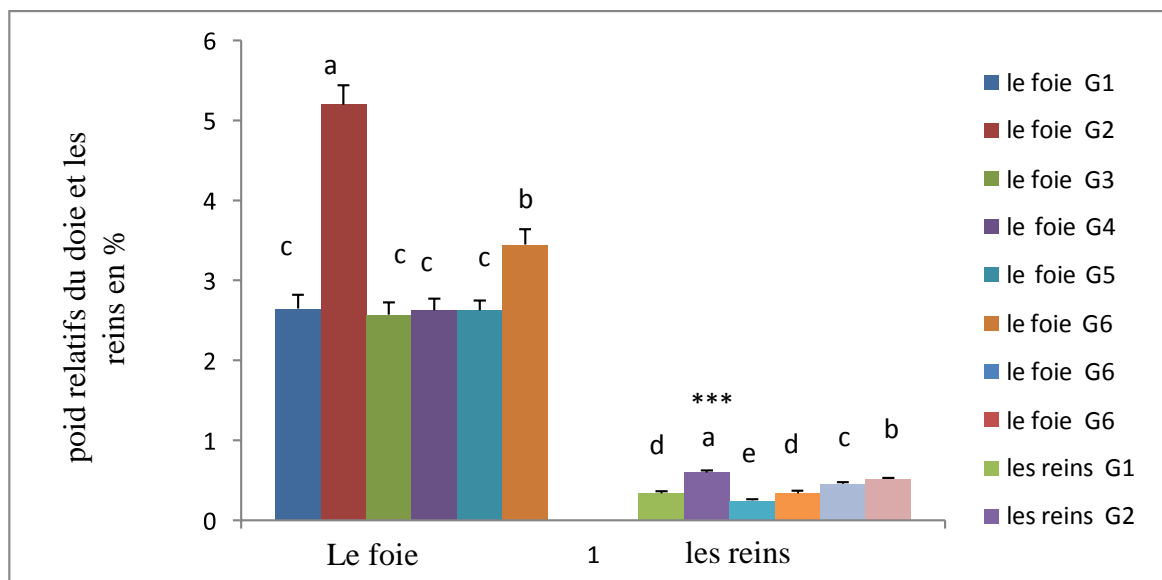 poid relatifs du doie et les
reins en %
6
5
4
3
2
1
0
a
b
c
c
c
c
***
d
a
e
d
c
b
Le foie
1
les reins
le foie G1
le foie G2
le foie G3
le foie G4
le foie G5
le foie G6
le foie G6
le foie G6
les reins G1
les reins G2